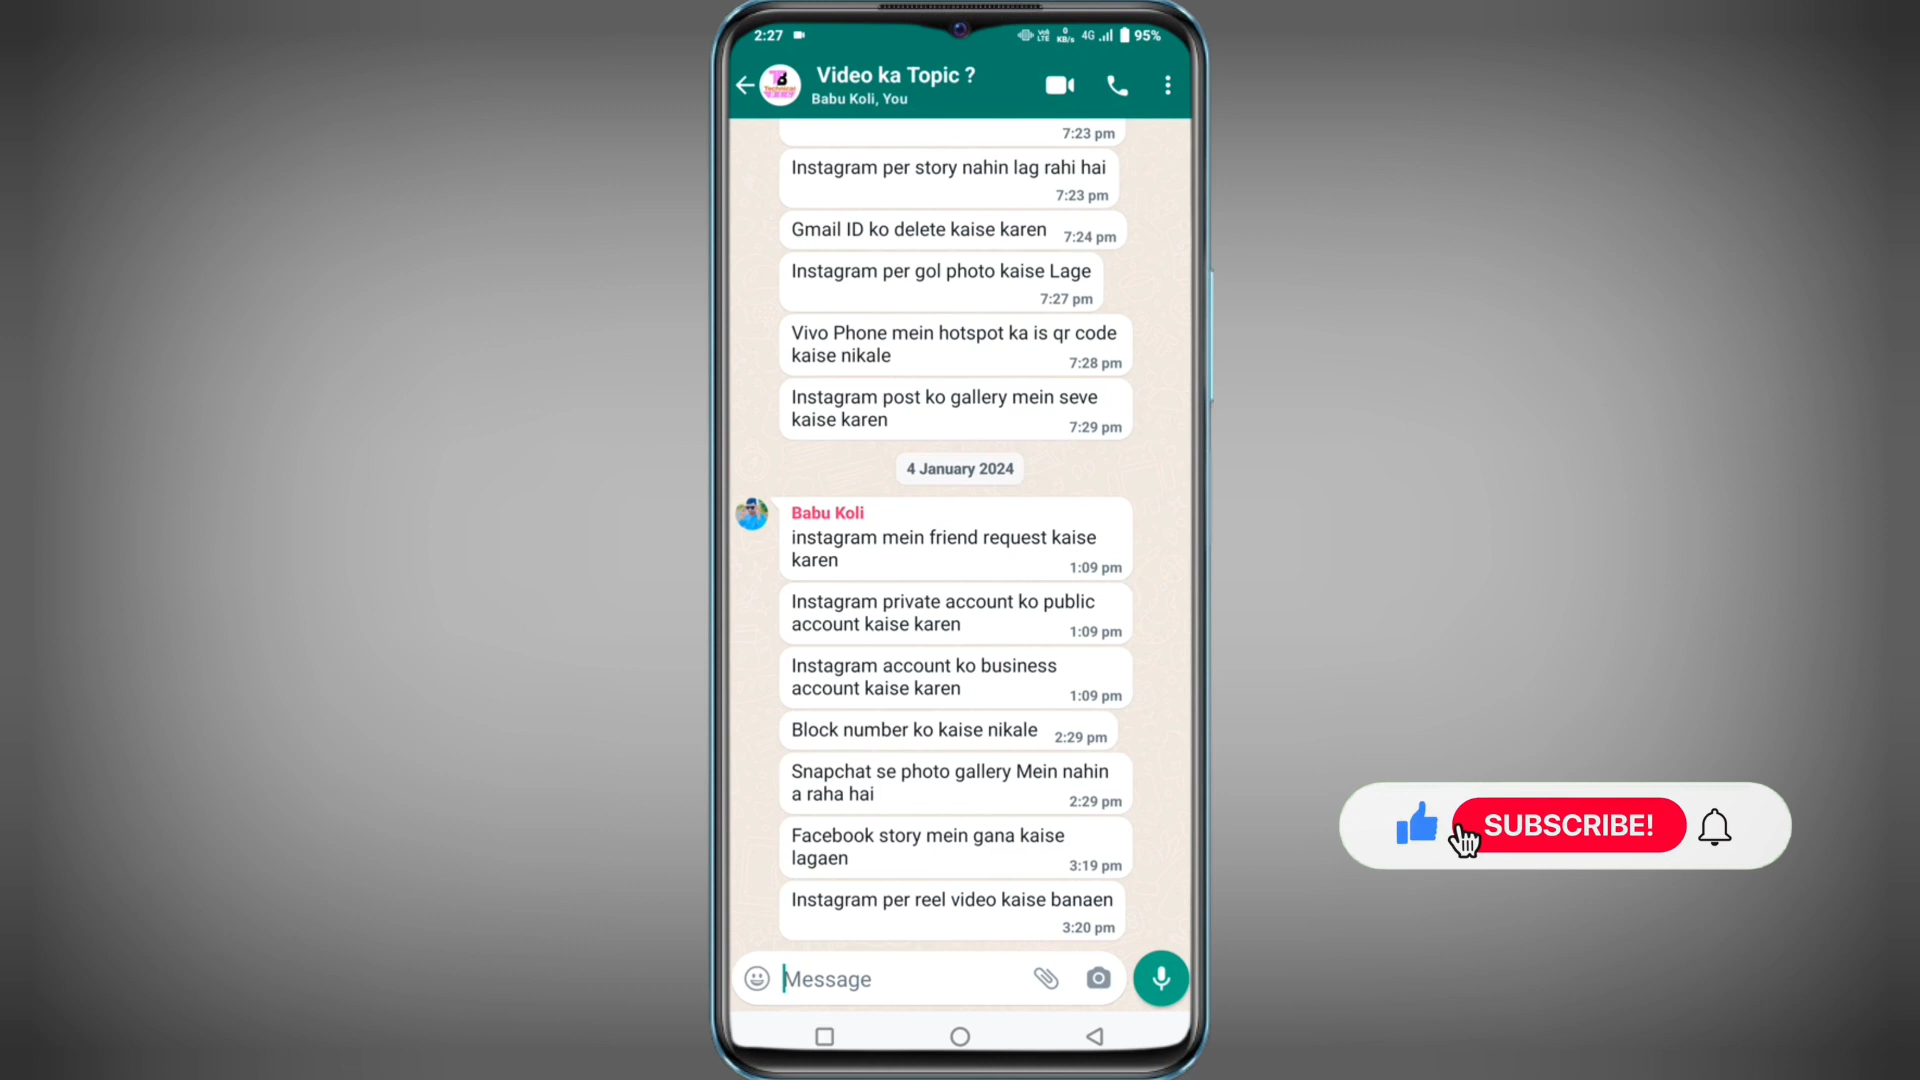 2:27
Vo)
LTE
0
KB/s
4G
95%
Video ka Topic ?
Babu Koli, You
7:23 pm
Instagram per story nahin lag rahi hai
7:23 pm
Gmail ID ko delete kaise karen
7:24 pm
Instagram per gol photo kaise Lage
7:27 pm
Vivo Phone mein hotspot ka is qr code
kaise nikale
7:28 pm
Instagram post ko gallery mein seve
kaise karen
7:29 pm
4 January 2024
Babu Koli
instagram mein friend request kaise
karen
1:09 pm
Instagram private account ko public
account kaise karen
1:09 pm
Instagram account ko business
account kaise karen
1:09 pm
Block number ko kaise nikale
2:29 pm
Snapchat se photo gallery Mein nahin
a raha hai
2:29 pm
Facebook story mein gana kaise
lagaen
3:19 pm
Instagram per reel video kaise banaen
3:20 pm
Message
SUBSCRIBE!